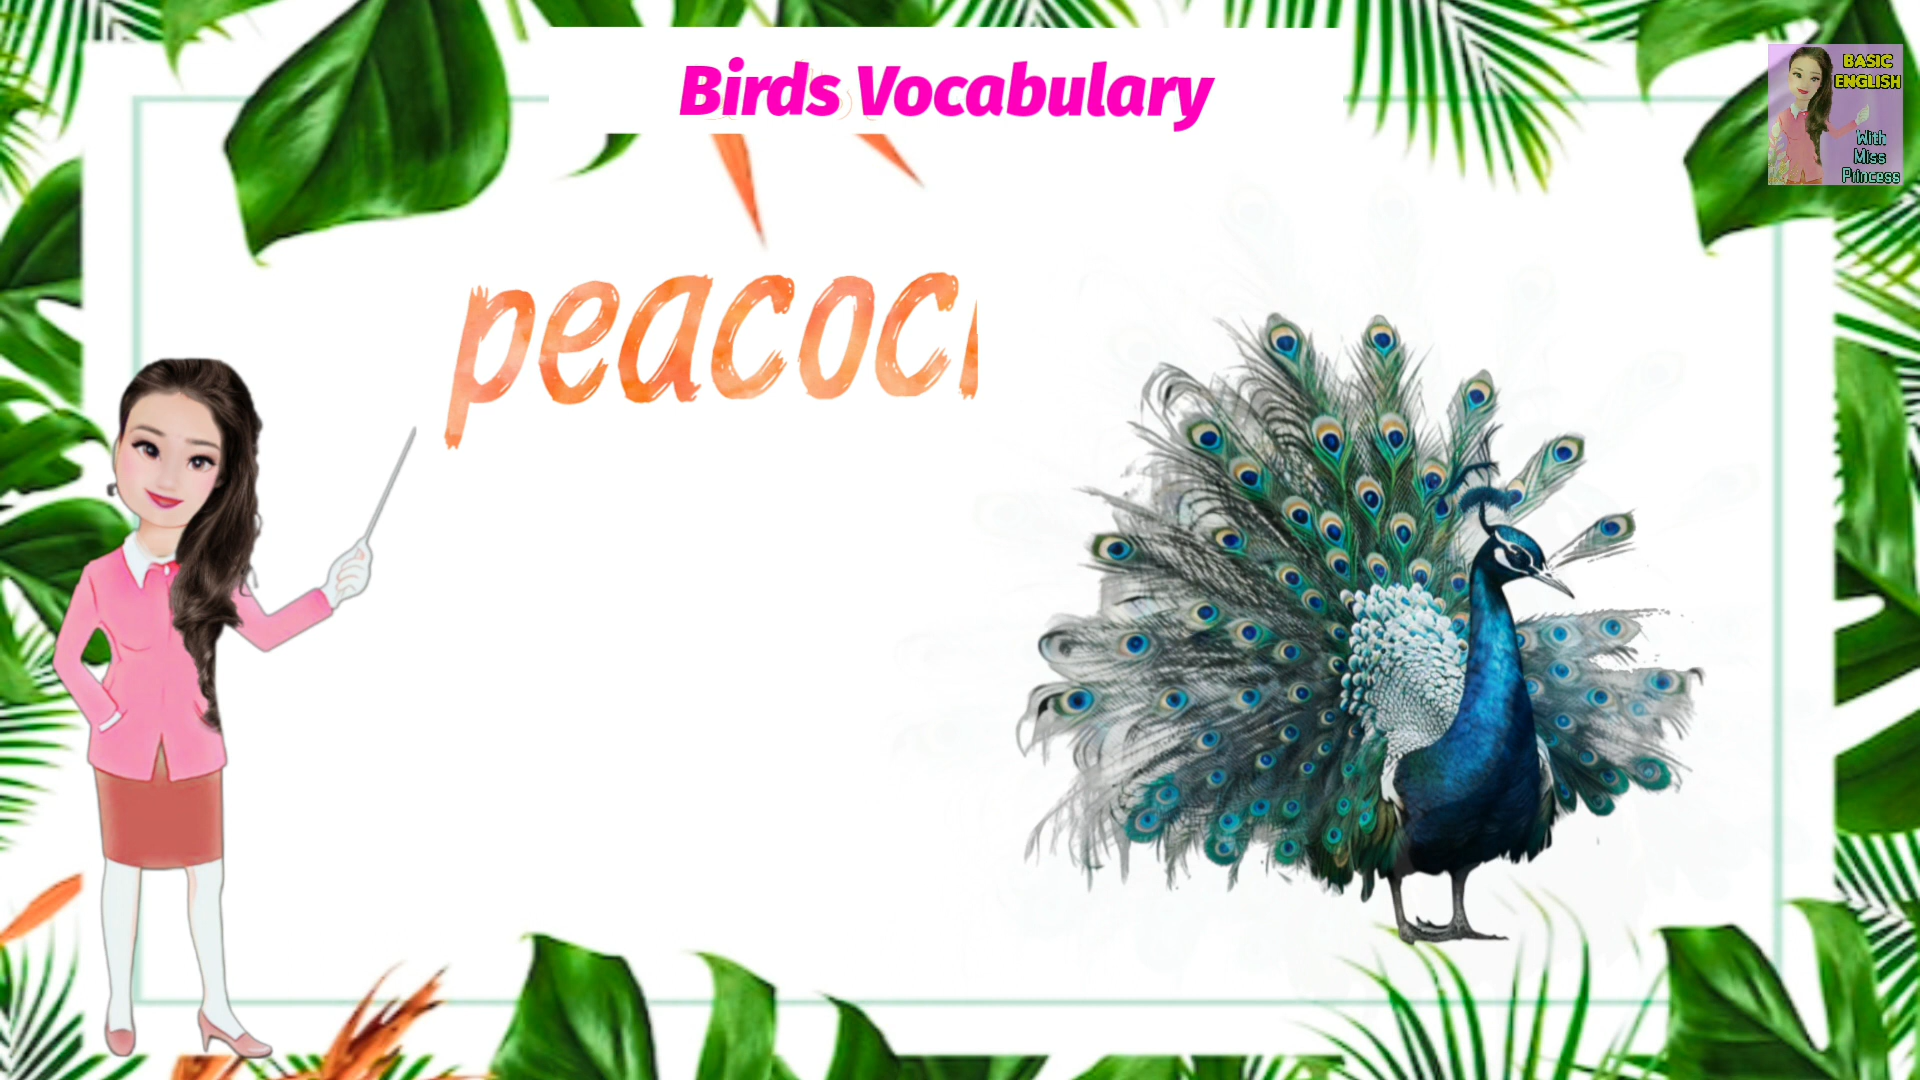 Birds Vocabulary
BASIC
ENGLISH
With
Miss
Princess
peacoc